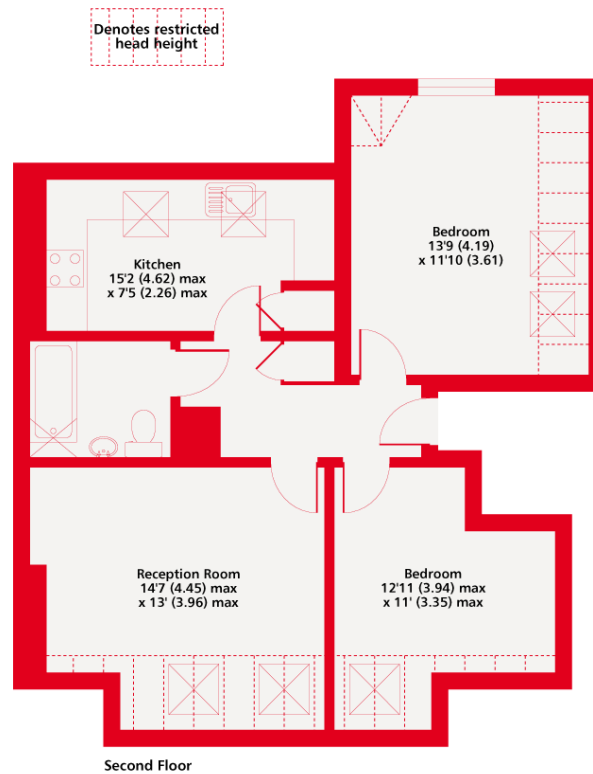 Denotes restricted
head height
Bedroom
13'9 (4.19)
x 11'10 (3.61)
Kitchen
15'2 (4.62) max
x 7'5 (2.26) max
Reception Room
14'7 (4.45) max
x 13' (3.96) max
Bedroom
12'11 (3.94) max
x 11' (3.35) max
Second Floor